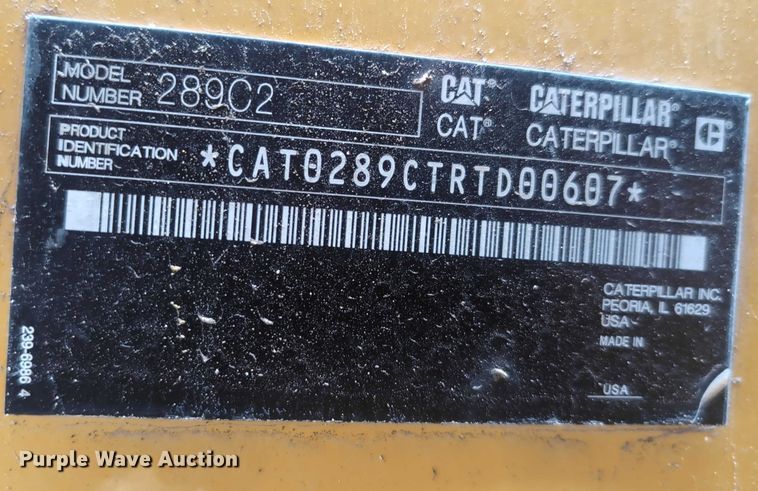 MODEL
NUMBER 289C2
CAT® CATERPILLAR®
CAT® CATERPILLAR®
PRODUCT
IDENTIFICATION
NUMBER
*CAT0289CTRTD00607*
CATERPILLAR INC.
PEORIA, IL 61629
USA
MADE IN
USA
239-6986 4
Purple Wave Auction